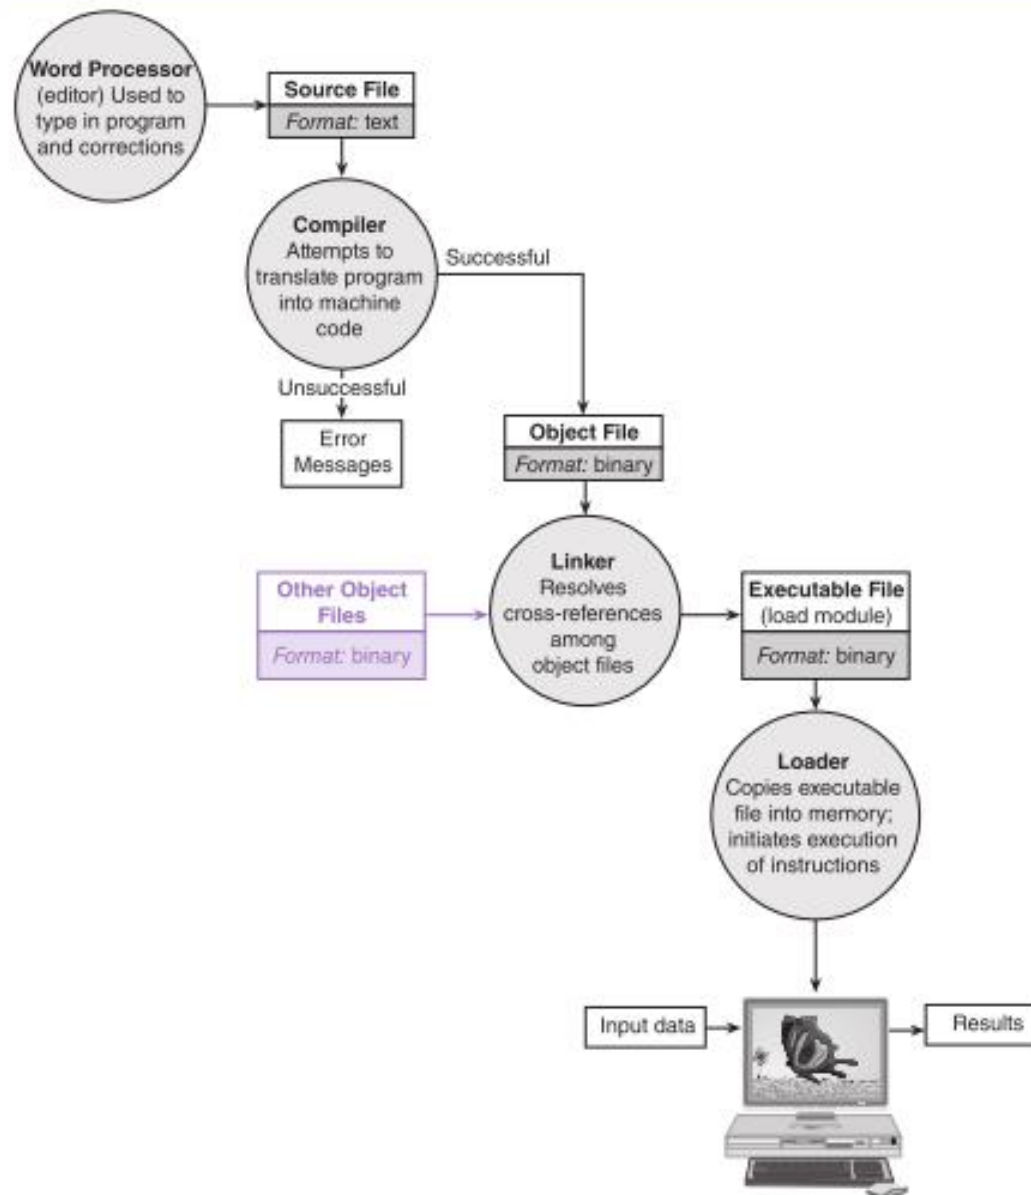 Word Processor
(editor) Used to
type in program
and corrections
Source File
Format: text
Compiler
Attempts to
translate program
into machine
code
Successful
Unsuccessful
Error
Messages
Object File
Format: binary
Other Object
Files
Format: binary
Linker
Resolves
cross-references
among
object files
Executable File
(load module)
Format: binary
Loader
Copies executable
file into memory;
initiates execution
of instructions
Input data
Results